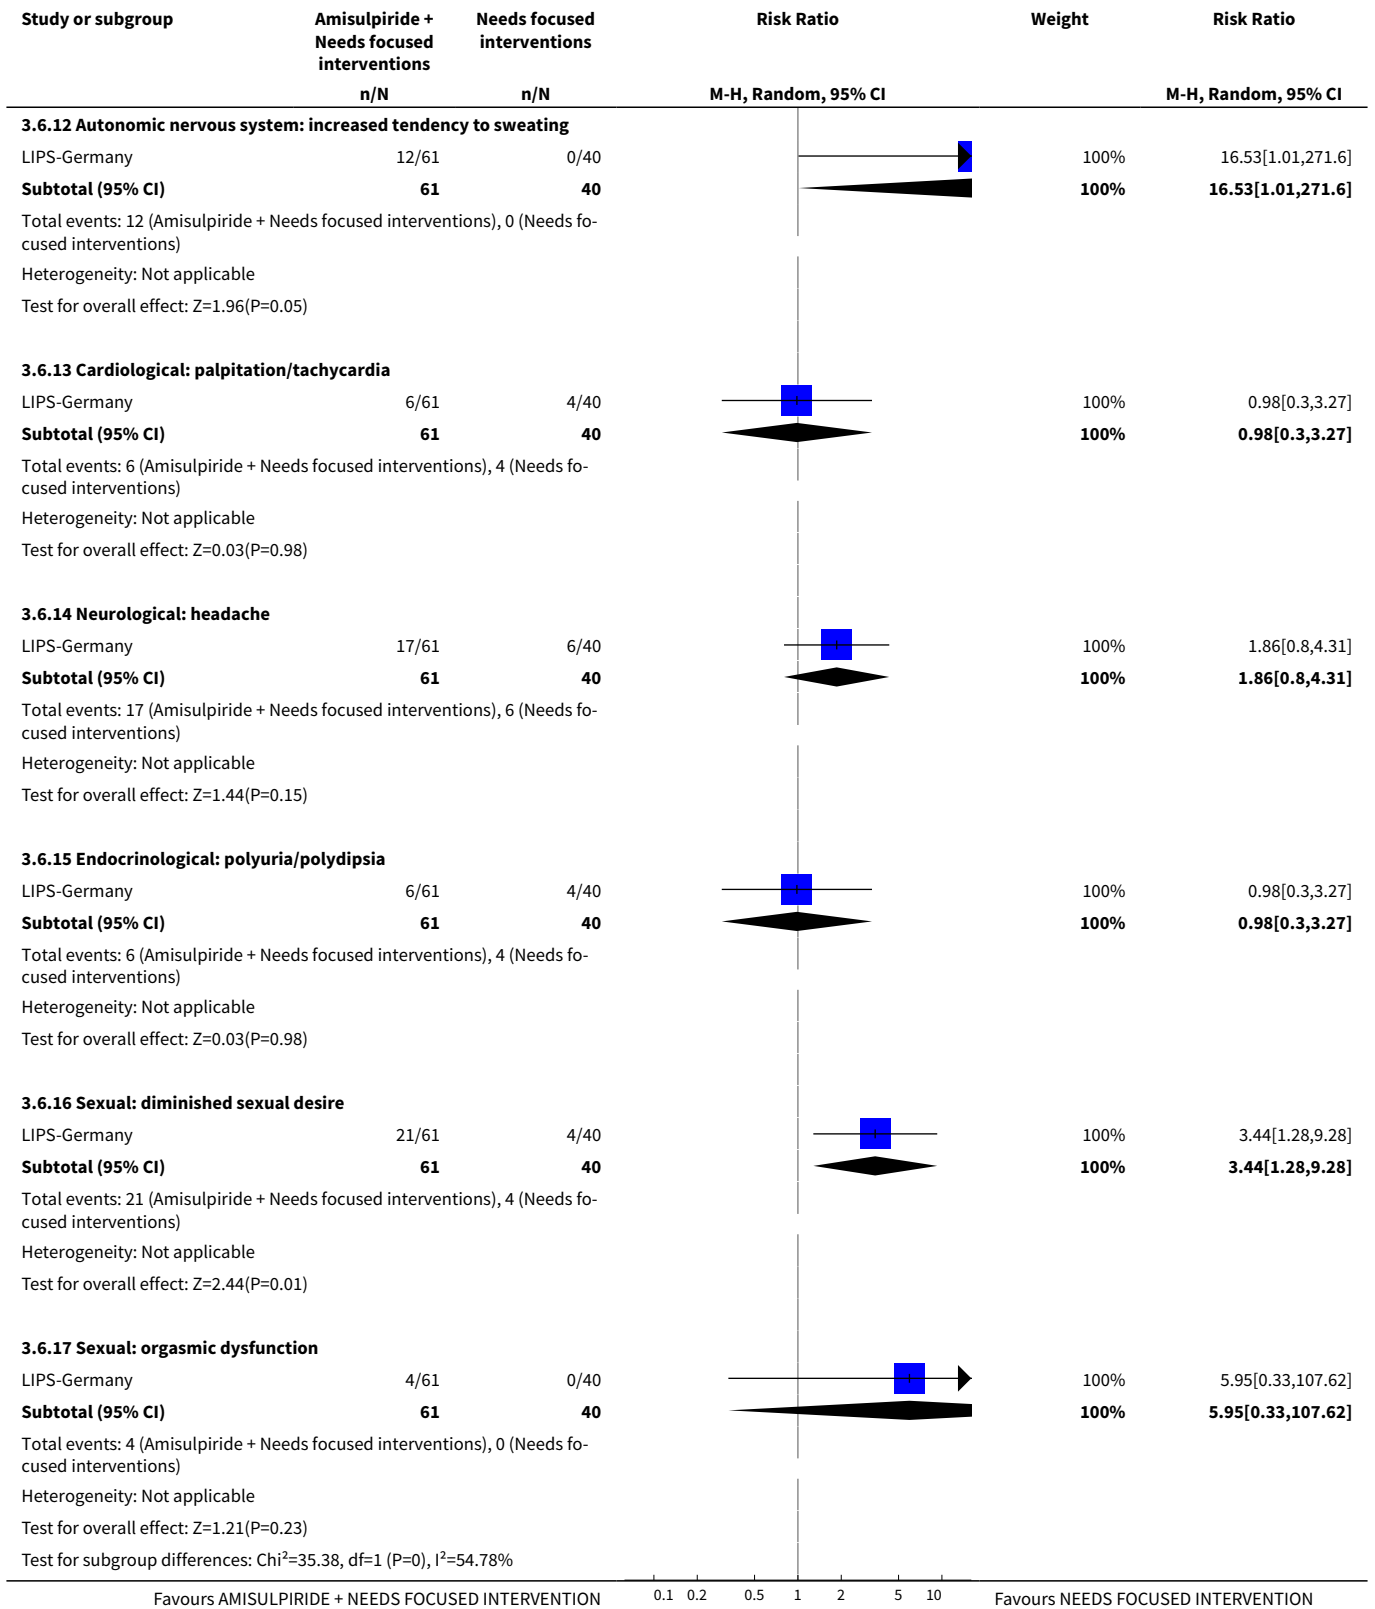 Study or subgroup Amisulpiride + Needs focused Risk Ratio Weight Risk Ratio
Needs focused interventions
interventions
n/N n/N M-H, Random, 95% CI M-H, Random, 95% CI
3.6.12 Autonomic nervous system: increased tendency to sweating
LIPS-Germany 12/61 0/40 100% 16.53[1.01,271.6]
Subtotal (95% CI) 61 40 100% 16.53[1.01,271.6]
Total events: 12 (Amisulpiride + Needs focused interventions), 0 (Needs fo-
cused interventions)
Heterogeneity: Not applicable
Test for overall effect: Z=1.96(P=0.05)
3.6.13 Cardiological: palpitation/tachycardia
LIPS-Germany 6/61 4/40 100% 0.98[0.3,3.27]
Subtotal (95% CI) 61 40 100% 0.98[0.3,3.27]
Total events: 6 (Amisulpiride + Needs focused interventions), 4 (Needs fo-
cused interventions)
Heterogeneity: Not applicable
Test for overall effect: Z=0.03(P=0.98)
3.6.14 Neurological: headache
LIPS-Germany 17/61 6/40 100% 1.86[0.8,4.31]
Subtotal (95% CI) 61 40 100% 1.86[0.8,4.31]
Total events: 17 (Amisulpiride + Needs focused interventions), 6 (Needs fo-
cused interventions)
Heterogeneity: Not applicable
Test for overall effect: Z=1.44(P=0.15)
3.6.15 Endocrinological: polyuria/polydipsia
LIPS-Germany 6/61 4/40 100% 0.98[0.3,3.27]
Subtotal (95% CI) 61 40 100% 0.98[0.3,3.27]
Total events: 6 (Amisulpiride + Needs focused interventions), 4 (Needs fo-
cused interventions)
Heterogeneity: Not applicable
Test for overall effect: Z=0.03(P=0.98)
3.6.16 Sexual: diminished sexual desire
LIPS-Germany 21/61 4/40 100% 3.44[1.28,9.28]
Subtotal (95% CI) 61 40 100% 3.44[1.28,9.28]
Total events: 21 (Amisulpiride + Needs focused interventions), 4 (Needs fo-
cused interventions)
Heterogeneity: Not applicable
Test for overall effect: Z=2.44(P=0.01)
3.6.17 Sexual: orgasmic dysfunction
LIPS-Germany 4/61 0/40 100% 5.95[0.33,107.62]
Subtotal (95% CI) 61 40 100% 5.95[0.33,107.62]
Total events: 4 (Amisulpiride + Needs focused interventions), 0 (Needs fo-
cused interventions)
Heterogeneity: Not applicable
Test for overall effect: Z=1.21(P=0.23)
Test for subgroup differences: Chi²=35.38, df=1 (P=0), I²=54.78%
Favours AMISULPIRIDE + NEEDS FOCUSED INTERVENTION 0.1 0.2 0.5 1 2 5 10 Favours NEEDS FOCUSED INTERVENTION